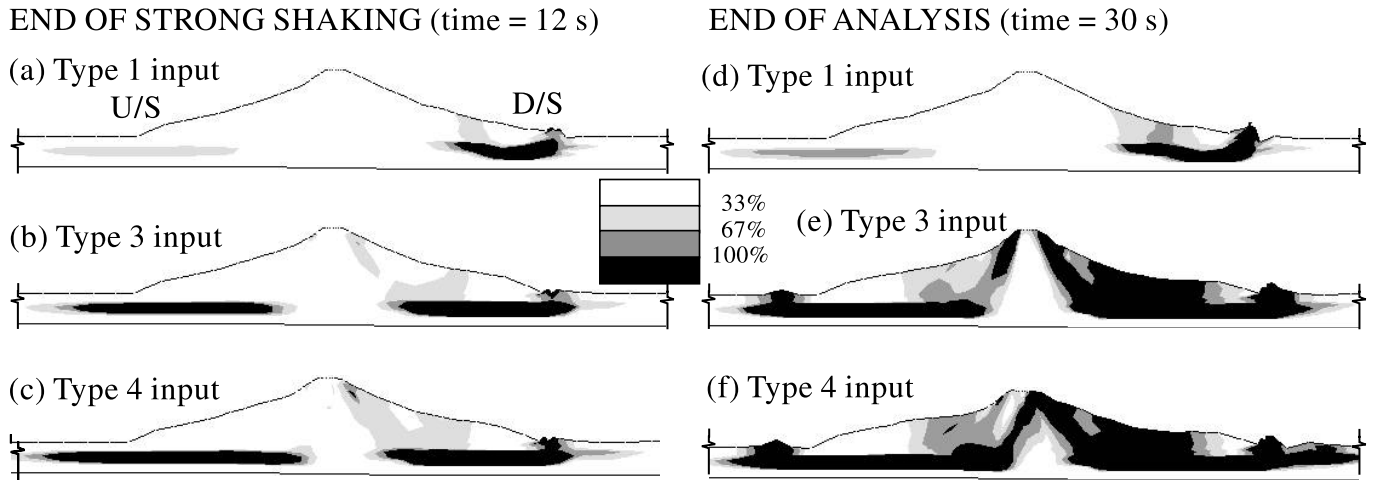 END OF STRONG SHAKING (time = 12 s)
END OF ANALYSIS (time = 30 s)
(a) Type 1 input
U/S
D/S
(d) Type 1 input
33%
67%
100%
(b) Type 3 input
(e) Type 3 input
(c) Type 4 input
(f) Type 4 input